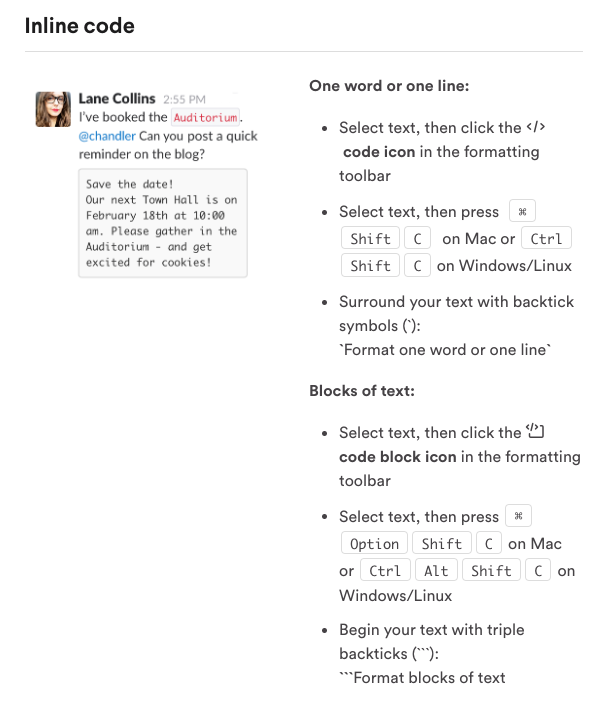 Inline code
Lane Collins 2:55 PM
I've booked the Auditorium.
@chandler Can you post a quick
reminder on the blog?
Save the date!
Our next Town Hall is on
February 18th at 10:00
am. Please gather in the
Auditorium - and get
excited for cookies!
One word or one line:
• Select text, then click the </>
code icon in the formatting
toolbar
• Select text, then press ⌘
Shift C on Mac or Ctrl
Shift C on Windows/Linux
• Surround your text with backtick
symbols (`):
`Format one word or one line`
Blocks of text:
• Select text, then click the </>
code block icon in the formatting
toolbar
• Select text, then press ⌘
Option Shift C on Mac
or Ctrl Alt Shift C on
Windows/Linux
• Begin your text with triple
backticks (```):
```Format blocks of text